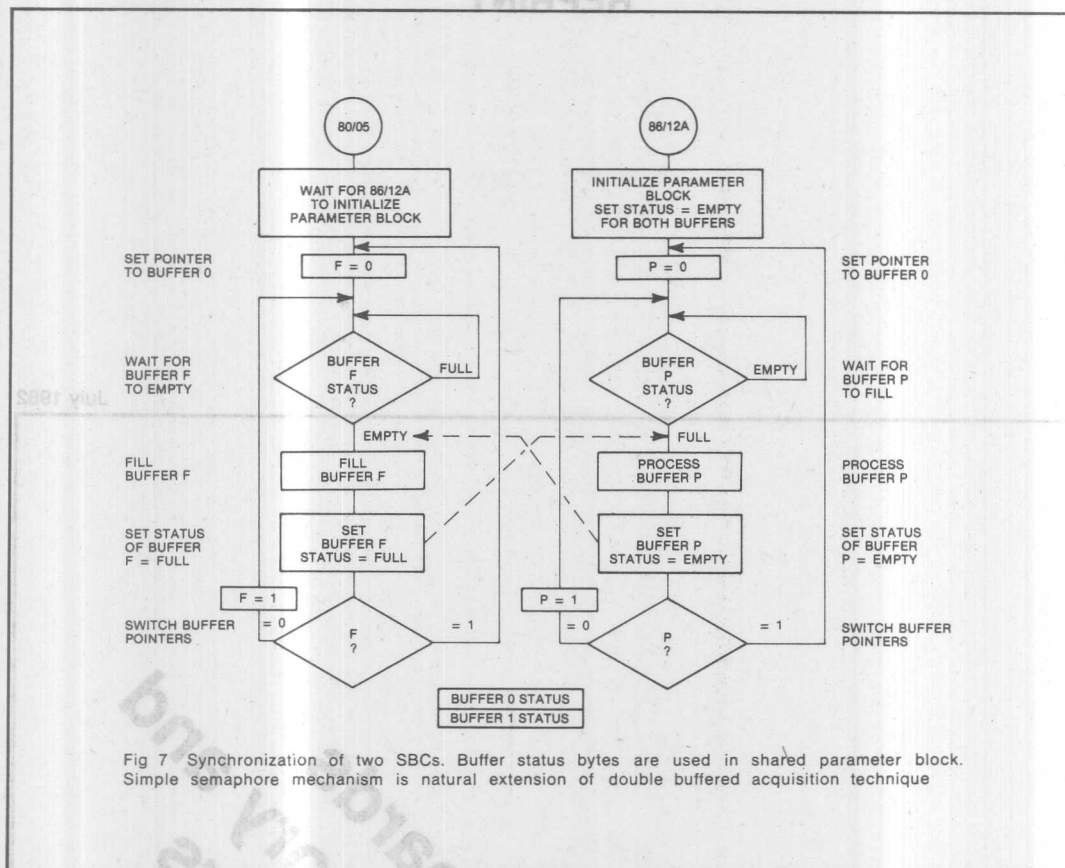 REPRINT
80/05
WAIT FOR 86/12A
TO INITIALIZE
PARAMETER BLOCK
SET POINTER
TO BUFFER 0
F = 0
WAIT FOR
BUFFER F
TO EMPTY
BUFFER
F
STATUS
?
FULL
EMPTY
FILL
BUFFER F
FILL
BUFFER F
SET STATUS
OF BUFFER
F = FULL
SET
BUFFER F
STATUS = FULL
F = 1
SWITCH BUFFER
POINTERS
= 0
F
?
= 1
86/12A
INITIALIZE PARAMETER
BLOCK
SET STATUS = EMPTY
FOR BOTH BUFFERS
P = 0
SET POINTER
TO BUFFER 0
BUFFER
P
STATUS
?
EMPTY
WAIT FOR
BUFFER P
TO FILL
FULL
PROCESS
BUFFER P
PROCESS
BUFFER P
SET
BUFFER P
STATUS = EMPTY
SET STATUS
OF BUFFER
P = EMPTY
P = 1
= 0
P
?
= 1
SWITCH BUFFER
POINTERS
BUFFER 0 STATUS
BUFFER 1 STATUS
Fig 7 Synchronization of two SBCs. Buffer status bytes are used in shared parameter block.
Simple semaphore mechanism is natural extension of double buffered acquisition technique
July 1982